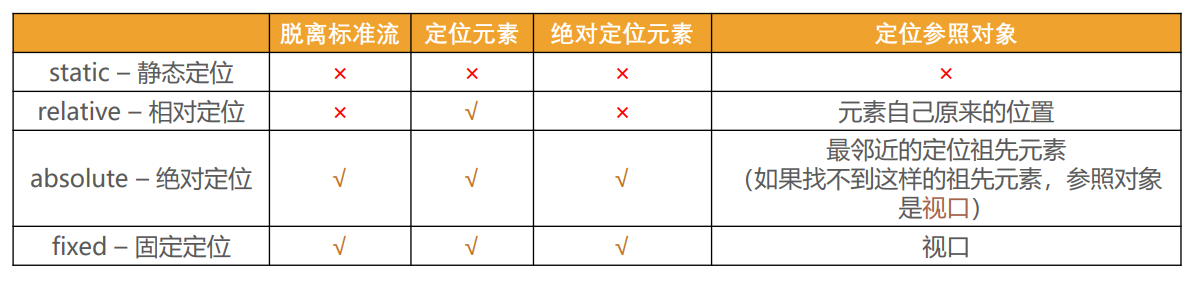 脱离标准流 定位元素 绝对定位元素 定位参照对象
static – 静态定位 × × × ×
relative – 相对定位 × √ × 元素自己原来的位置
absolute – 绝对定位 √ √ √ 最邻近的定位祖先元素
（如果找不到这样的祖先元素，参照对象
是视口）
fixed – 固定定位 √ √ √ 视口